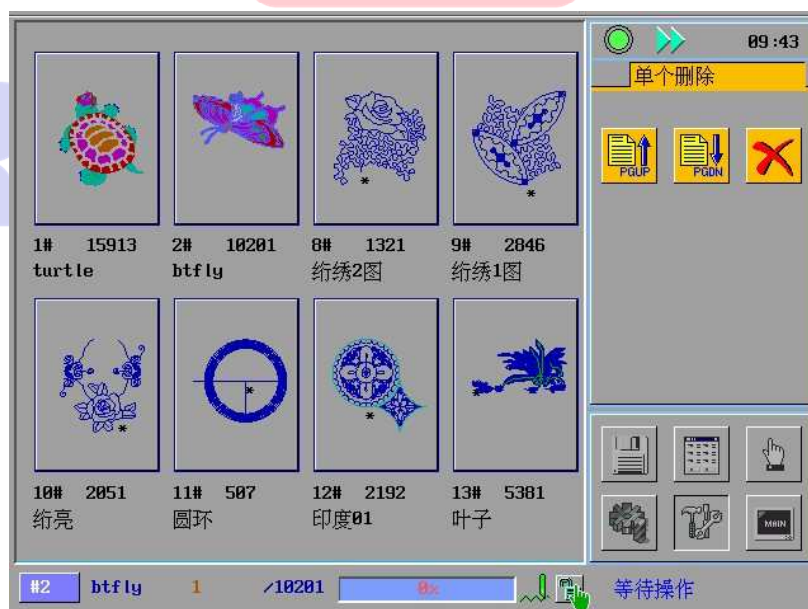 09:43
单个删除
PGUP PGDN
1# 15913 2# 10201 8# 1321 9# 2846
turtle btfly 绗绣2图 绗绣1图
10# 2051 11# 507 12# 2192 13# 5381
绗亮 圆环 印度01 叶子
MAIN
#2 btfly 1 /10201 0% 等待操作